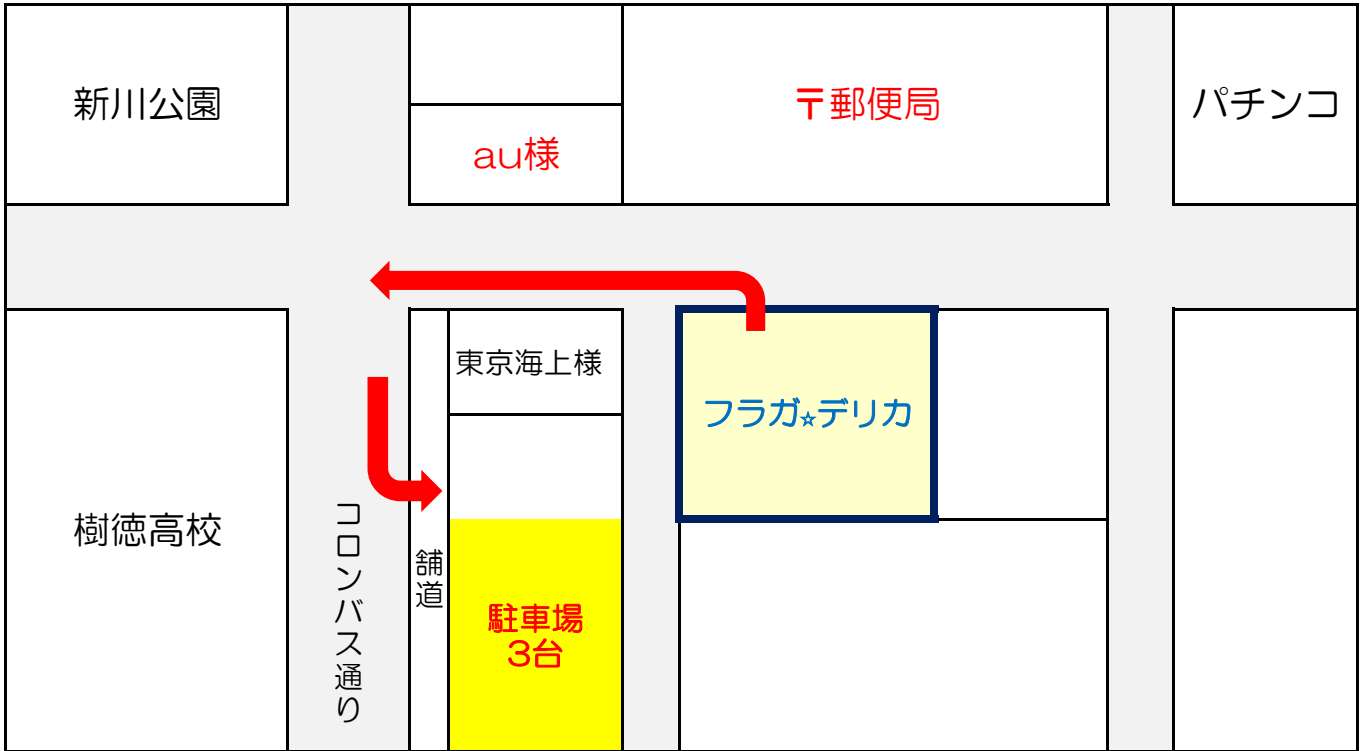 新川公園
〒郵便局
パチンコ
au様
東京海上様
フラガ☆デリカ
樹徳高校
コロンバス通り
舗道
駐車場
3台